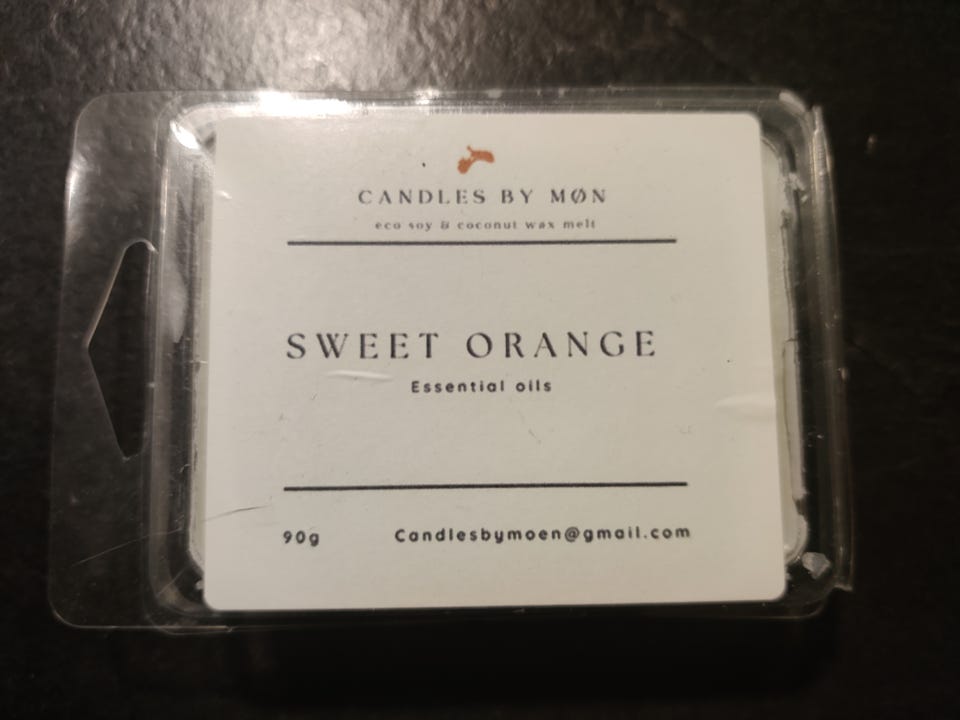 CANDLES BY MØN
eco soy & coconut wax melt
SWEET ORANGE
Essential oils
90g Candlesbymoen@gmail.com